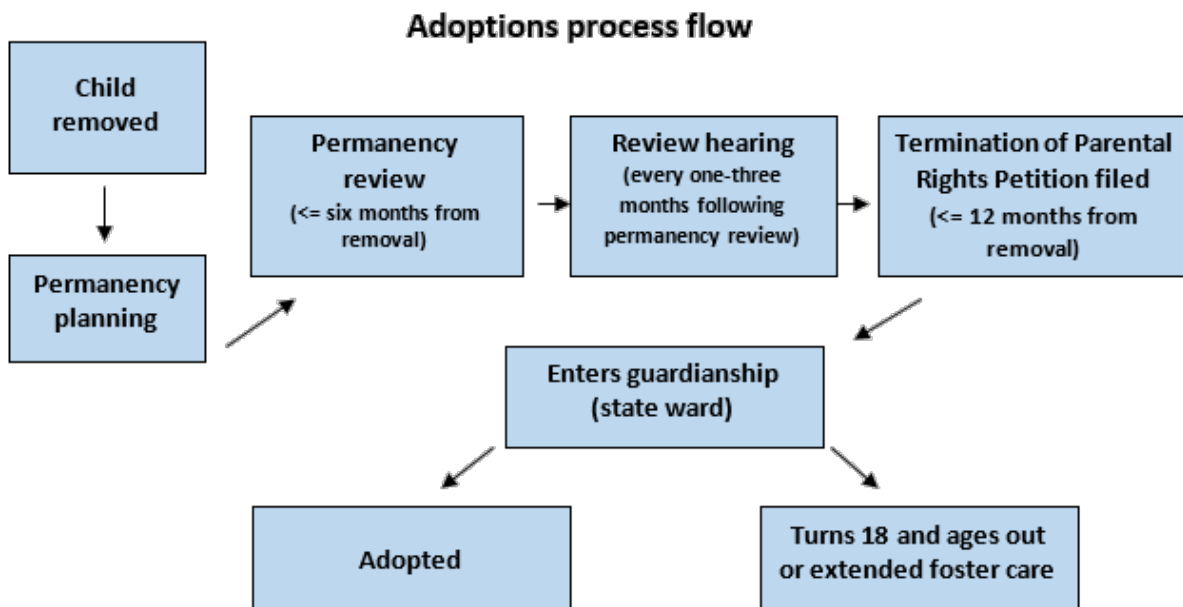 Adoptions process flow
Child
removed
Permanency
planning
Permanency
review
(<= six months from
removal)
Review hearing
(every one-three
months following
permanency review)
Termination of Parental
Rights Petition filed
(<= 12 months from
removal)
Enters guardianship
(state ward)
Adopted
Turns 18 and ages out
or extended foster care